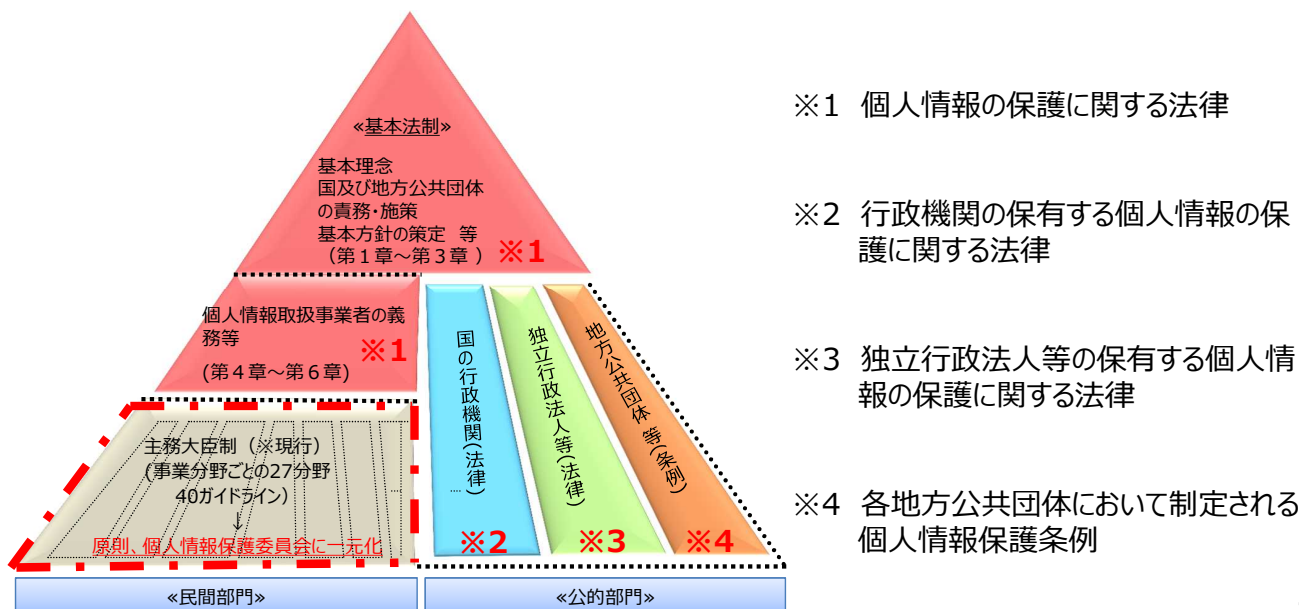 ≪基本法制≫
基本理念
国及び地方公共団体
の責務・施策
基本方針の策定 等
(第1章~第3章 )
※1
個人情報取扱事業者の義
務等
※1
(第4章~第6章)
主務大臣制(※現行)
(事業分野ごとの27分野
40ガイドライン)
↓
原則、個人情報保護委員会に一元化
国の行政機関(法律)
※2
独立行政法人等(法律)
※3
地方公共団体 等(条例)
※4
≪民間部門≫
≪公的部門≫
※1 個人情報の保護に関する法律
※2 行政機関の保有する個人情報の保
護に関する法律
※3 独立行政法人等の保有する個人情
報の保護に関する法律
※4 各地方公共団体において制定される
個人情報保護条例